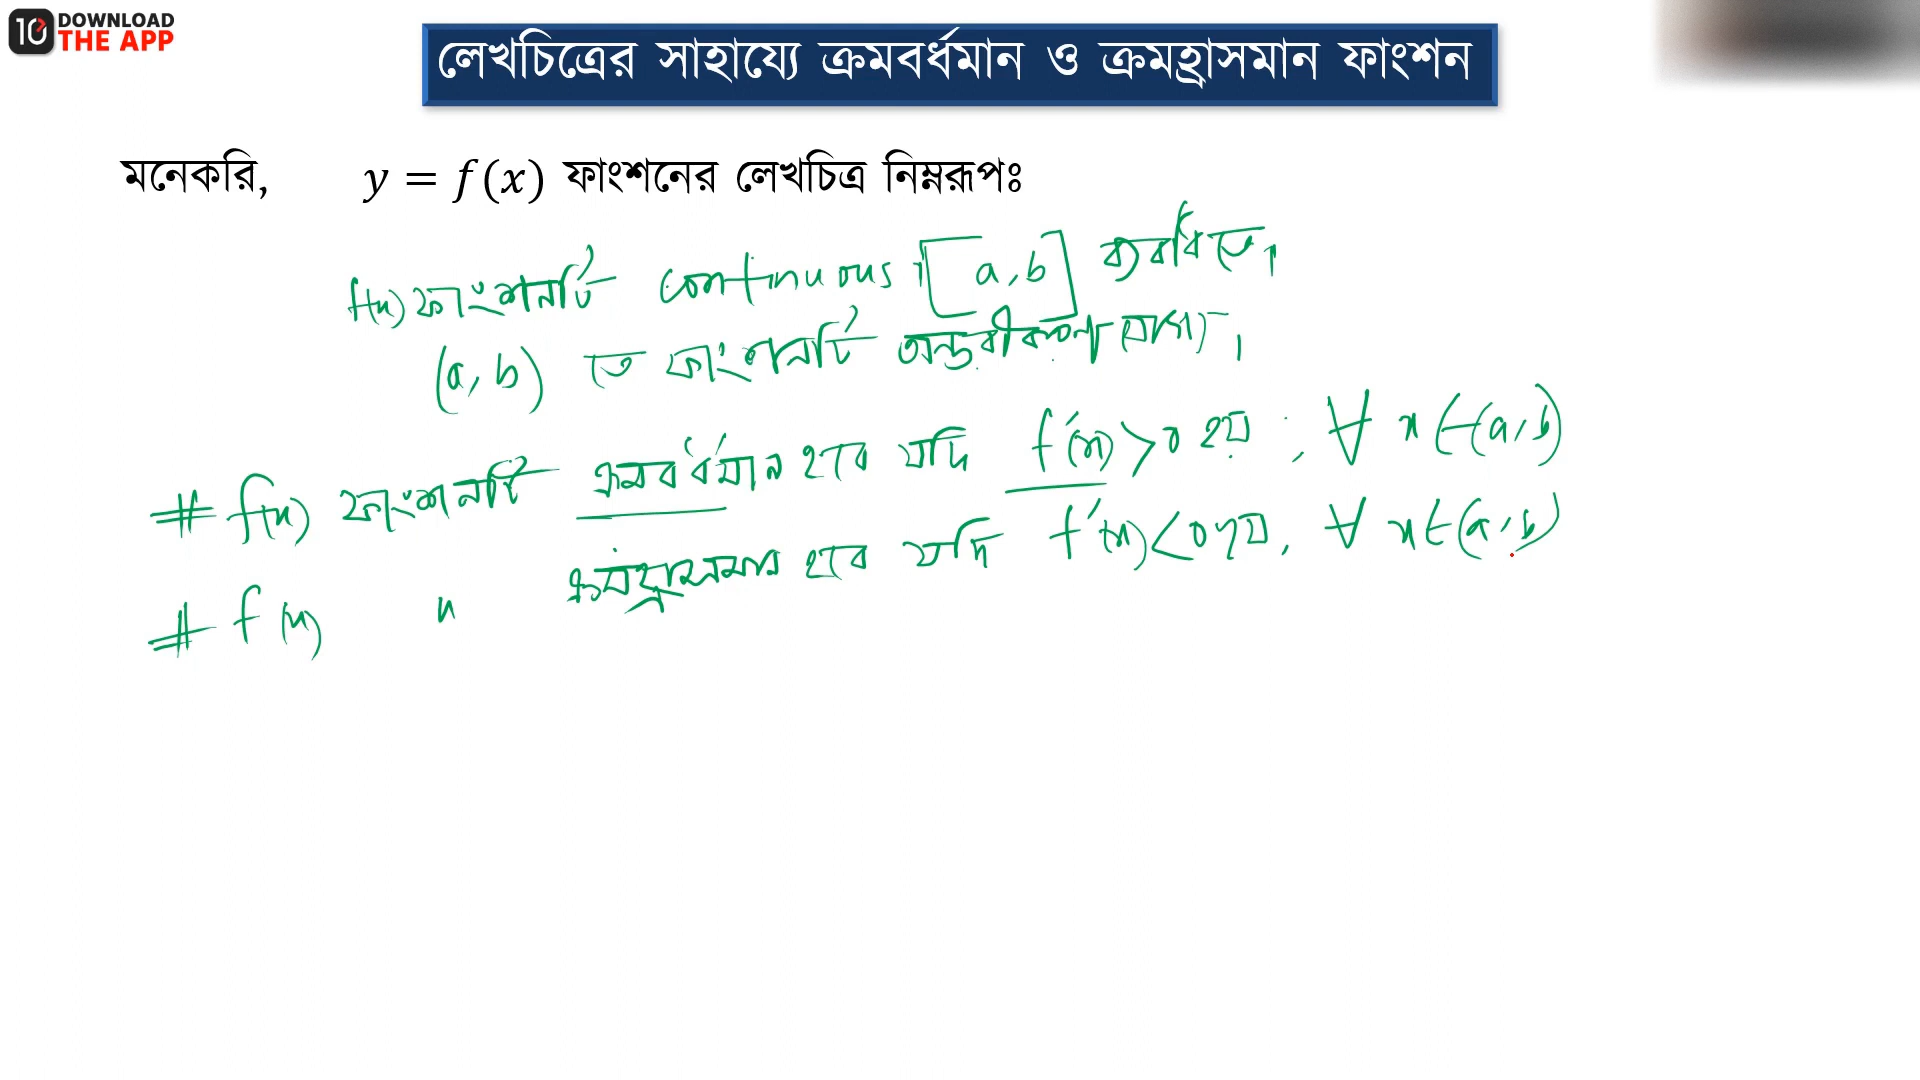 10 DOWNLOAD
THE APP
লেখচিত্রের সাহায্যে ক্রমবর্ধমান ও ক্রমহ্রাসমান ফাংশন
মনেকরি, y = f(x) ফাংশনের লেখচিত্র নিম্নরূপঃ
f(x) ফাংশনটি continuous [a, b] ব্যবধিতে।
(a, b) তে ফাংশনটি অন্তরীকরণযোগ্য।
# f(x) ফাংশনটি ক্রমবর্ধমান হবে যদি f′(x) > 0 হয় ; ∀ x ∈ (a, b)
# f(x) " ক্রমহ্রাসমান হবে যদি f′(x) < 0 হয়, ∀ x ∈ (a, b)